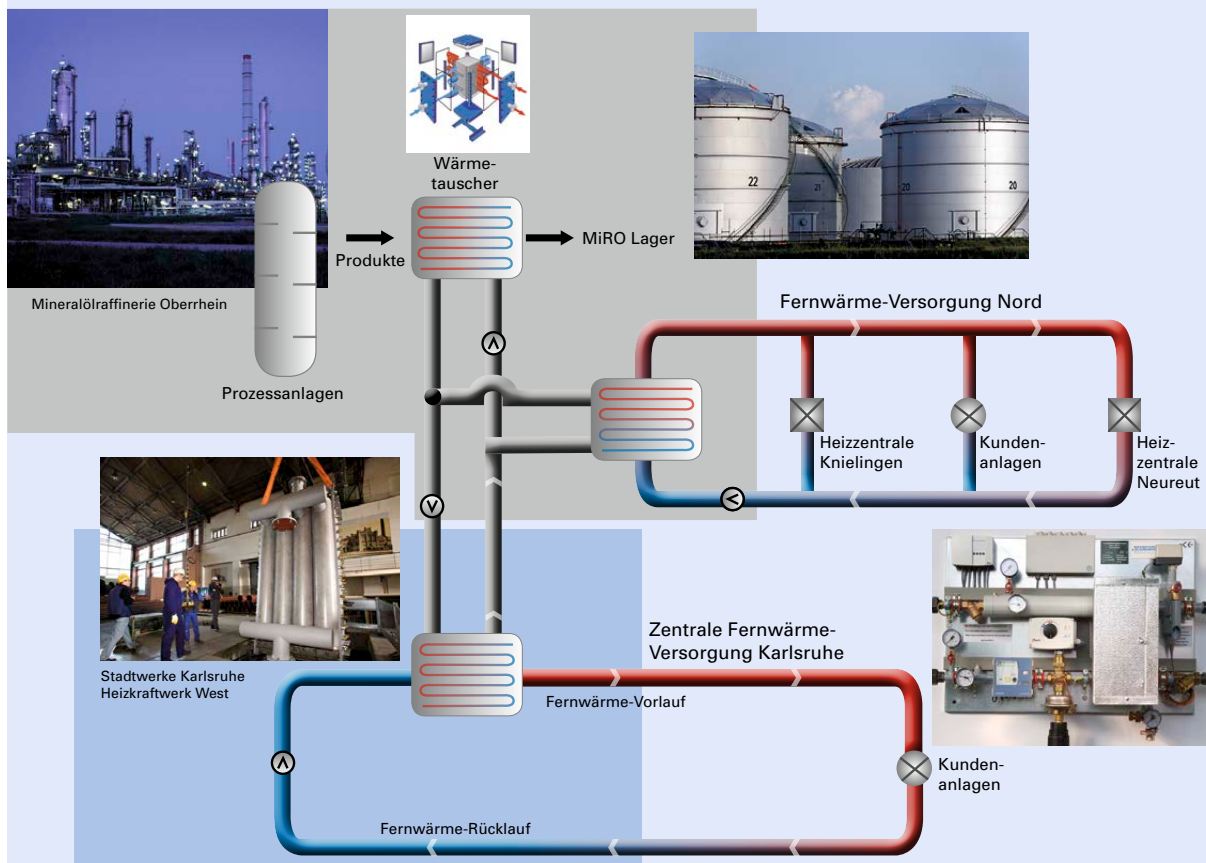 Wärme-
tauscher
Produkte
MiRO Lager
Mineralölraffinerie Oberrhein
Prozessanlagen
22
21
20
20
Fernwärme-Versorgung Nord
Heizzentrale
Knielingen
Kunden-
anlagen
Heiz-
zentrale
Neureut
Stadtwerke Karlsruhe
Heizkraftwerk West
Zentrale Fernwärme-
Versorgung Karlsruhe
Fernwärme-Vorlauf
Kunden-
anlagen
Fernwärme-Rücklauf